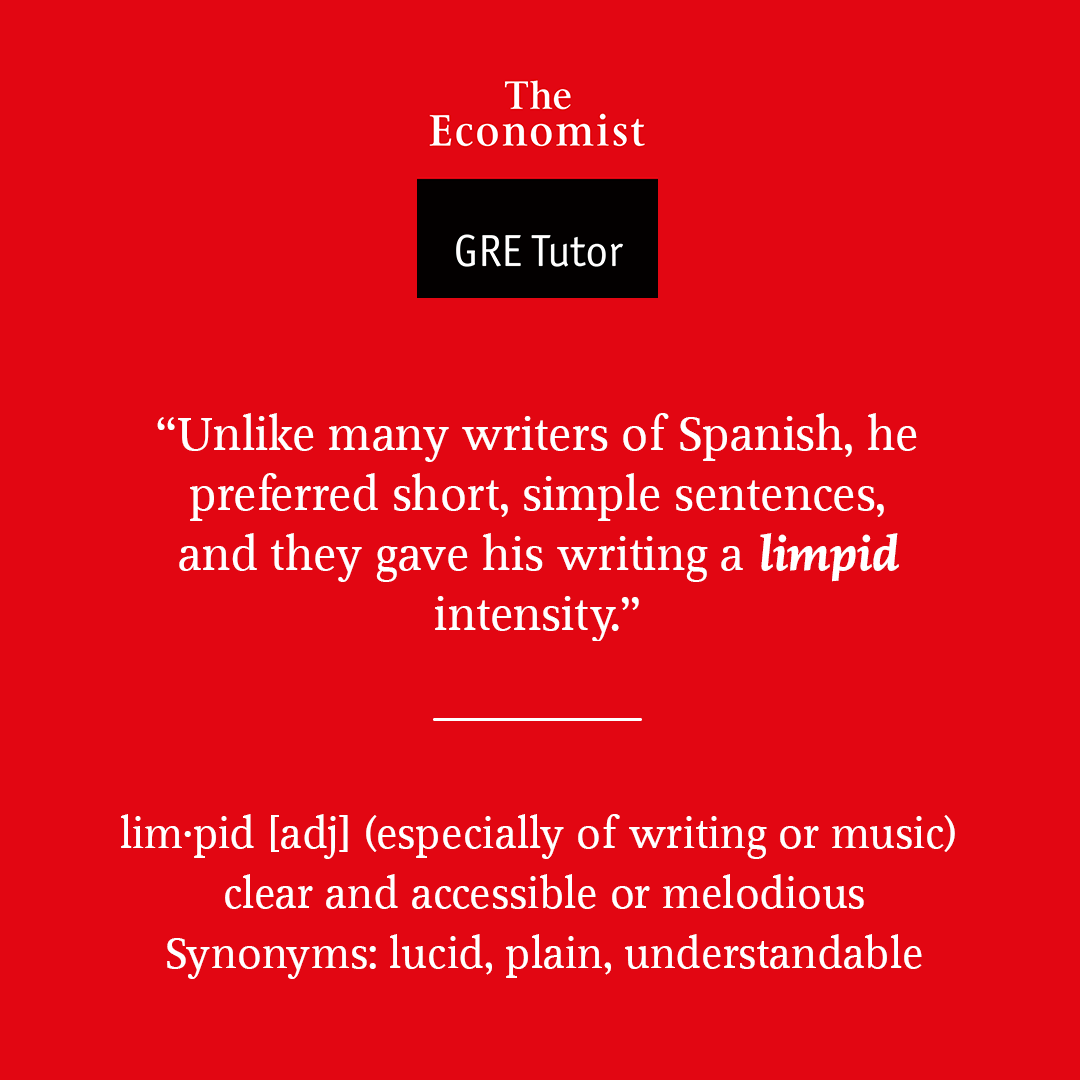 The
Economist
GRE Tutor
“Unlike many writers of Spanish, he
preferred short, simple sentences,
and they gave his writing a limpid
intensity.”
lim·pid [adj] (especially of writing or music)
clear and accessible or melodious
Synonyms: lucid, plain, understandable